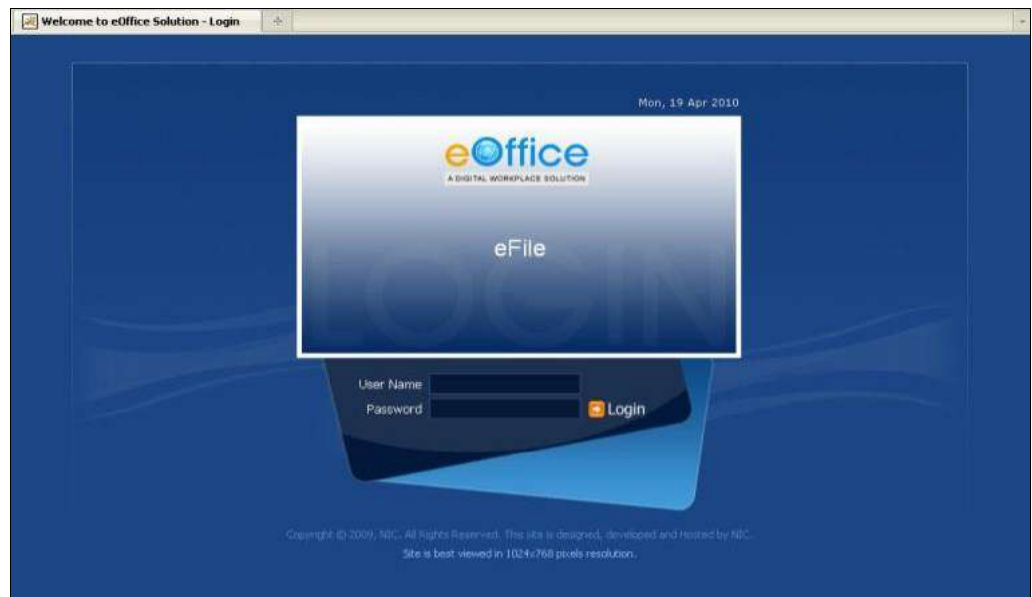 Welcome to eOffice Solution - Login
Mon, 19 Apr 2010
eOffice
A DIGITAL WORKPLACE SOLUTION
eFile
LOGIN
User Name
Password
Login
Copyright © 2009, NIC. All Rights Reserved. This site is designed, developed and Hosted by NIC.
Site is best viewed in 1024x768 pixels resolution.